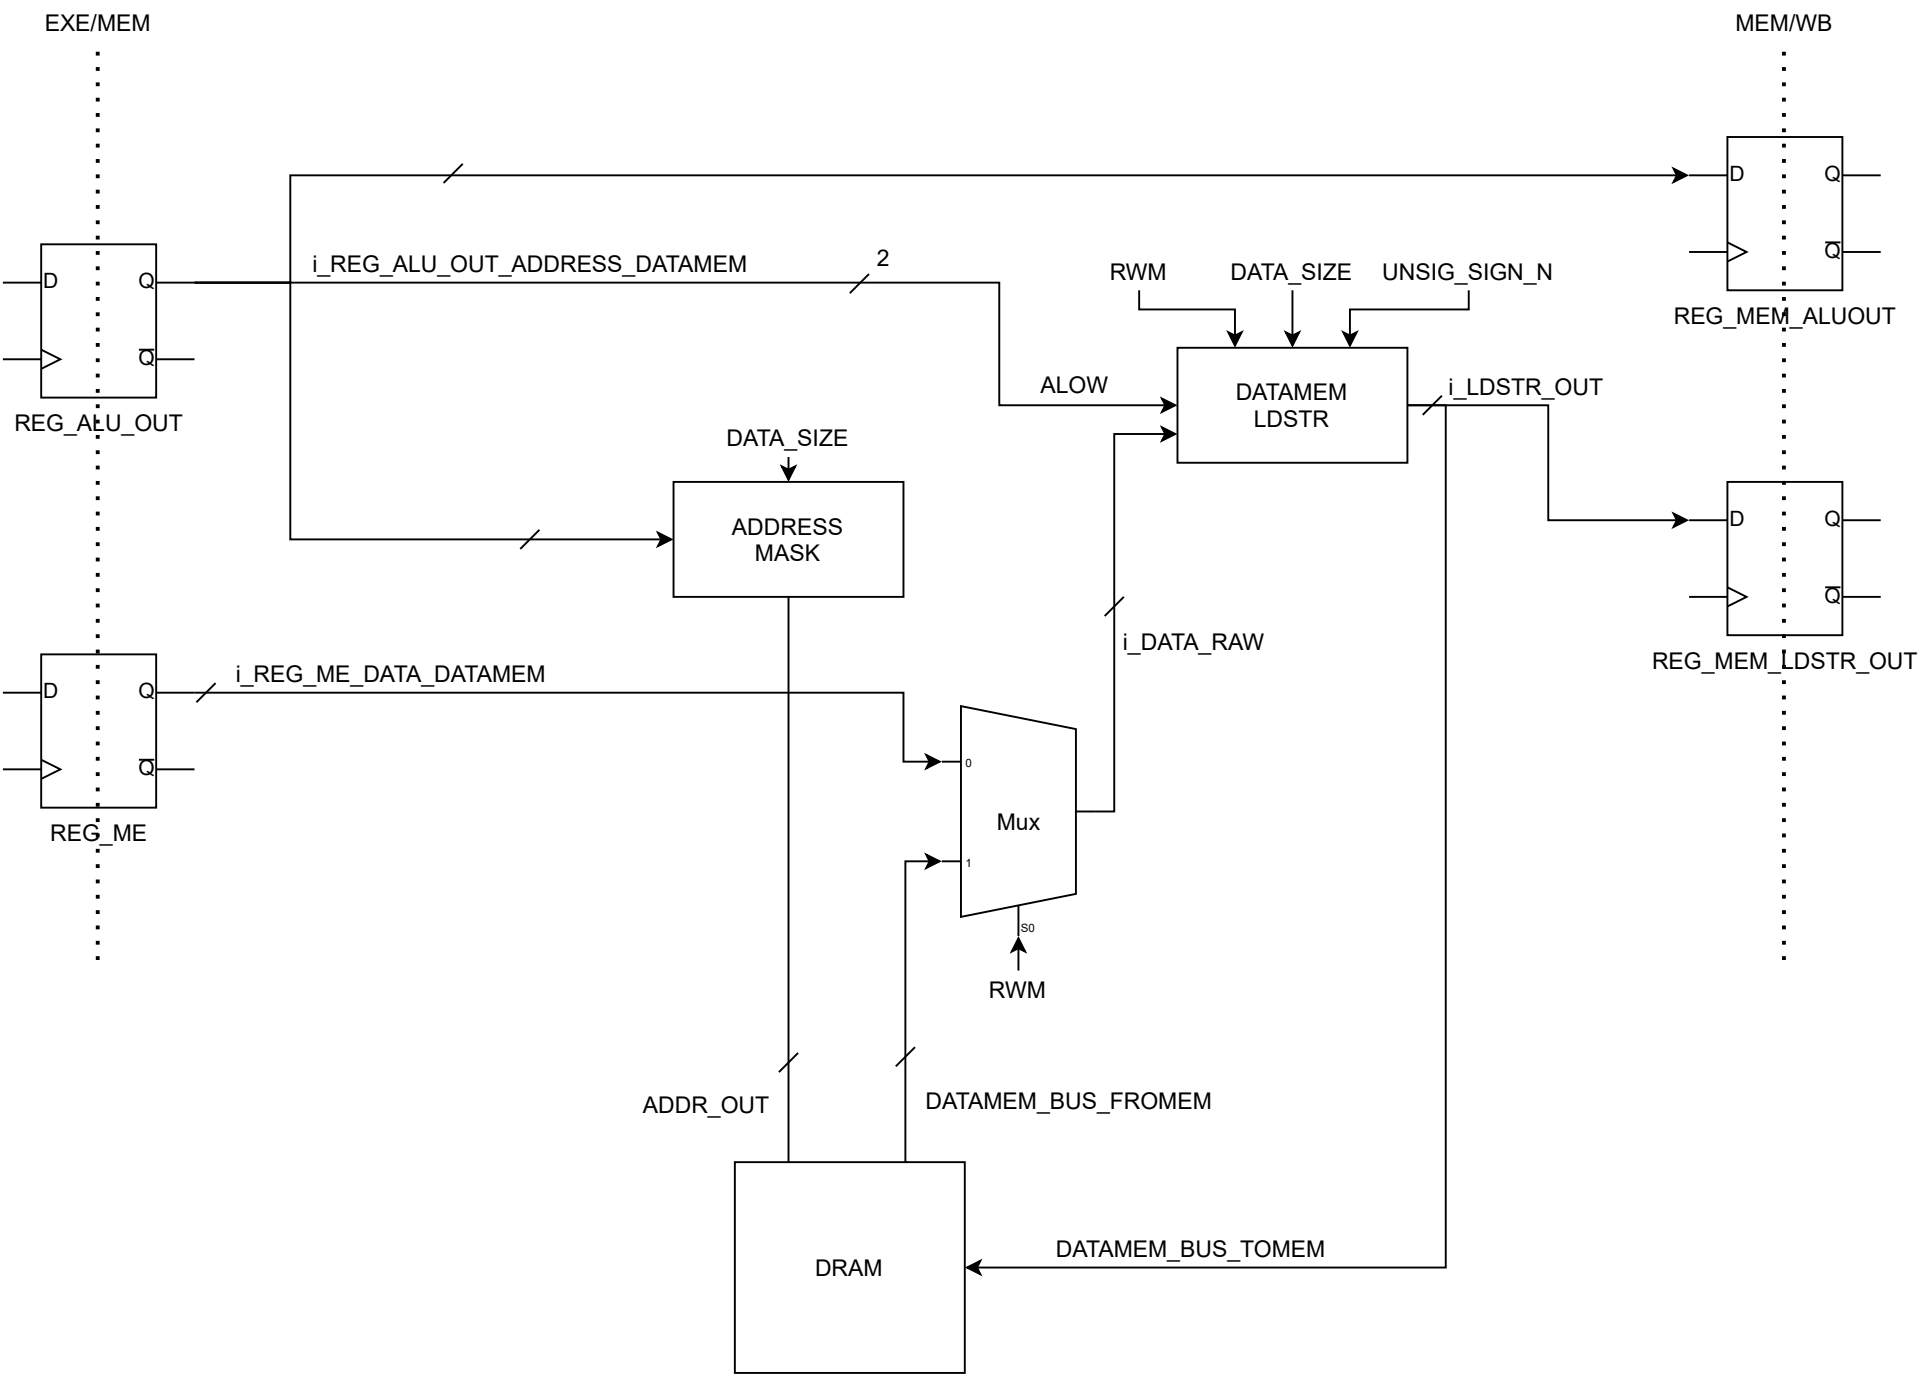 EXE/MEM
MEM/WB
D
Q
Q
REG_MEM_ALUOUT
i_REG_ALU_OUT_ADDRESS_DATAMEM
2
D
Q
Q
REG_ALU_OUT
RWM
DATA_SIZE
UNSIG_SIGN_N
ALOW
DATAMEM
LDSTR
i_LDSTR_OUT
DATA_SIZE
ADDRESS
MASK
D
Q
Q
REG_MEM_LDSTR_OUT
i_DATA_RAW
i_REG_ME_DATA_DATAMEM
D
Q
Q
REG_ME
0
Mux
1
S0
RWM
ADDR_OUT
DATAMEM_BUS_FROMEM
DATAMEM_BUS_TOMEM
DRAM